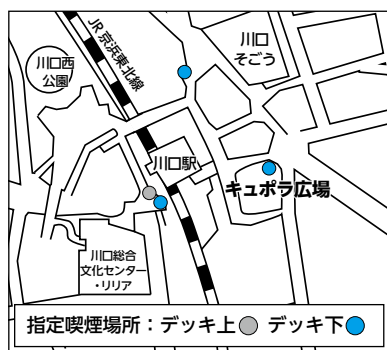 JR京浜東北線
川口
そごう
川口西
公園
川口駅
キュポラ広場
川口総合
文化センター
・リリア
指定喫煙場所：デッキ上 デッキ下